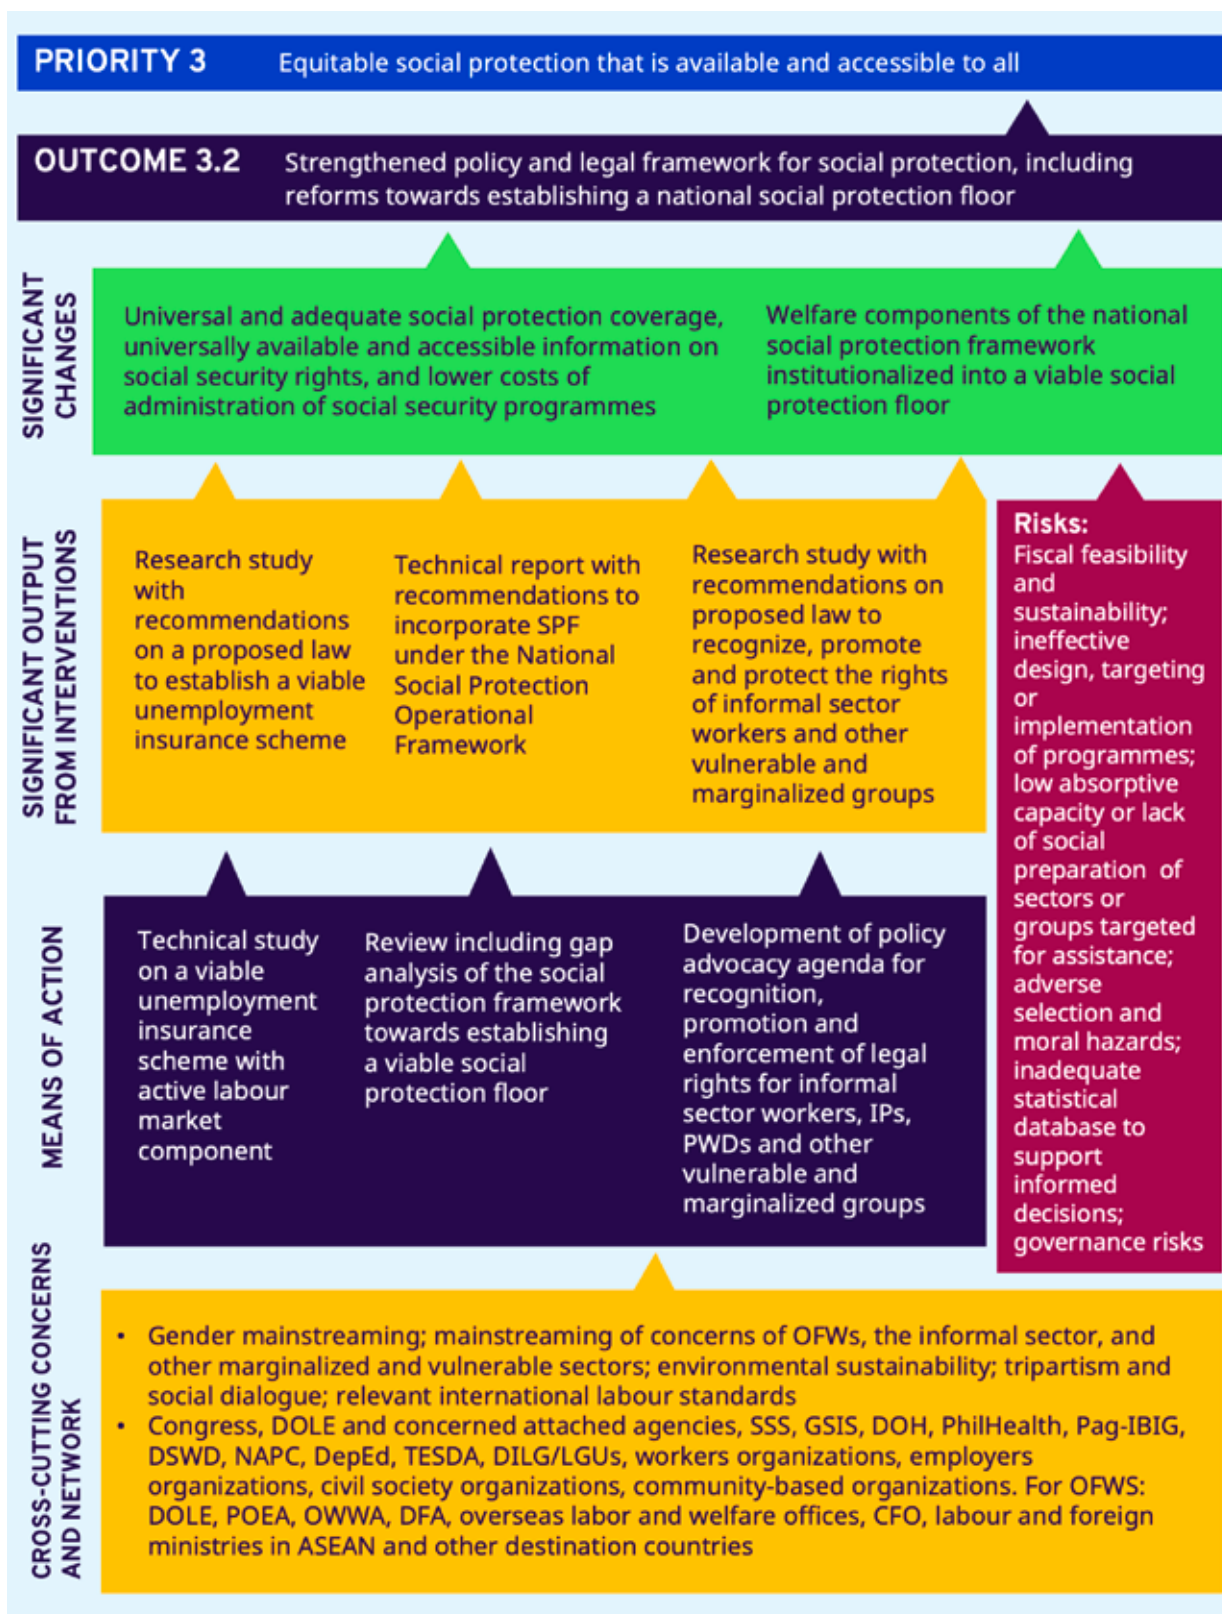 PRIORITY 3
Equitable social protection that is available and accessible to all
OUTCOME 3.2
Strengthened policy and legal framework for social protection, including
reforms towards establishing a national social protection floor
SIGNIFICANT
CHANGES
Universal and adequate social protection coverage,
universally available and accessible information on
social security rights, and lower costs of
administration of social security programmes
Welfare components of the national
social protection framework
institutionalized into a viable social
protection floor
SIGNIFICANT OUTPUT
FROM INTERVENTIONS
Research study
with
recommendations
on a proposed law
to establish a viable
unemployment
insurance scheme
Technical report with
recommendations to
incorporate SPF
under the National
Social Protection
Operational
Framework
Research study with
recommendations on
proposed law to
recognize, promote
and protect the rights
of informal sector
workers and other
vulnerable and
marginalized groups
Risks:
Fiscal feasibility
and
sustainability;
ineffective
design, targeting
or
implementation
of programmes;
low absorptive
capacity or lack
of social
preparation of
sectors or
groups targeted
for assistance;
adverse
selection and
moral hazards;
inadequate
statistical
database to
support
informed
decisions;
governance risks
MEANS OF ACTION
Technical study
on a viable
unemployment
insurance
scheme with
active labour
market
component
Review including gap
analysis of the social
protection framework
towards establishing
a viable social
protection floor
Development of policy
advocacy agenda for
recognition,
promotion and
enforcement of legal
rights for informal
sector workers, IPs,
PWDs and other
vulnerable and
marginalized groups
CROSS-CUTTING CONCERNS
AND NETWORK
• Gender mainstreaming; mainstreaming of concerns of OFWs, the informal sector, and
other marginalized and vulnerable sectors; environmental sustainability; tripartism and
social dialogue; relevant international labour standards
• Congress, DOLE and concerned attached agencies, SSS, GSIS, DOH, PhilHealth, Pag-IBIG,
DSWD, NAPC, DepEd, TESDA, DILG/LGUs, workers organizations, employers
organizations, civil society organizations, community-based organizations. For OFWS:
DOLE, POEA, OWWA, DFA, overseas labor and welfare offices, CFO, labour and foreign
ministries in ASEAN and other destination countries